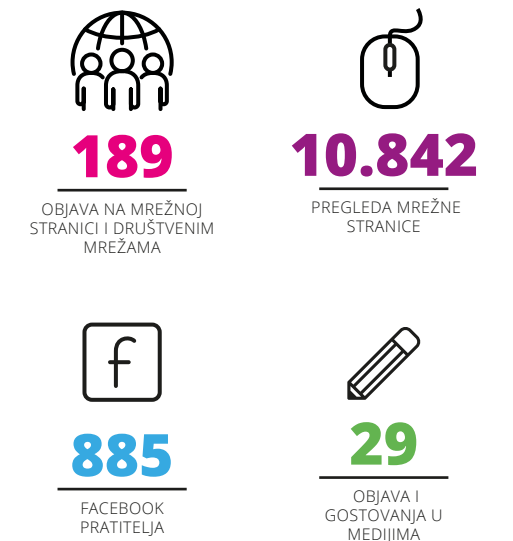 189
OBJAVA NA MREŽNOJ
STRANICI I DRUŠTVENIM
MREŽAMA
10.842
PREGLEDA MREŽNE
STRANICE
f
885
FACEBOOK
PRATITELJA
29
OBJAVA I
GOSTOVANJA U
MEDIJIMA